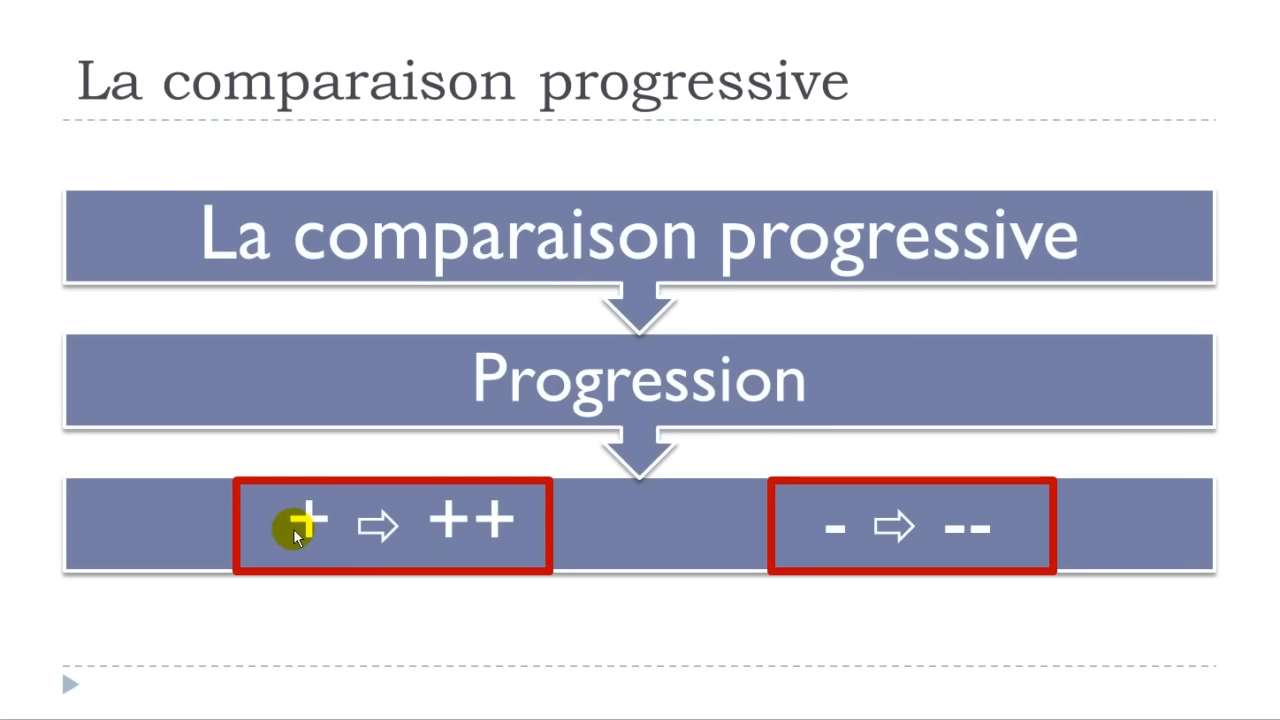 La comparaison progressive
La comparaison progressive
Progression
+ ⇨ ++ - ⇨ --